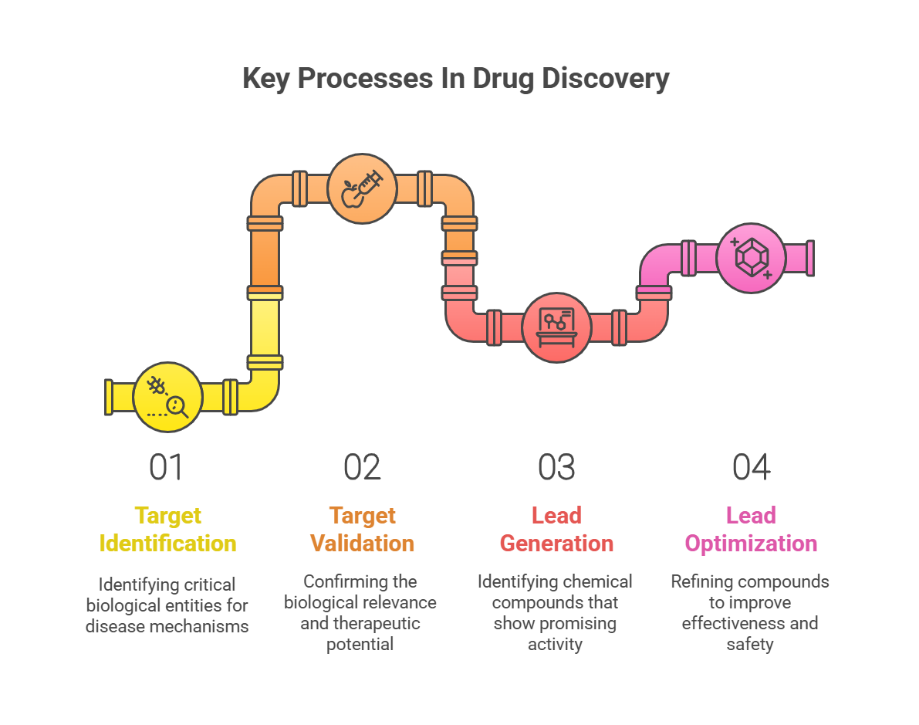 Key Processes In Drug Discovery
01
Target
Identification
Identifying critical
biological entities for
disease mechanisms
02
Target
Validation
Confirming the
biological relevance
and therapeutic
potential
03
Lead
Generation
Identifying chemical
compounds that
show promising
activity
04
Lead
Optimization
Refining compounds
to improve
effectiveness and
safety